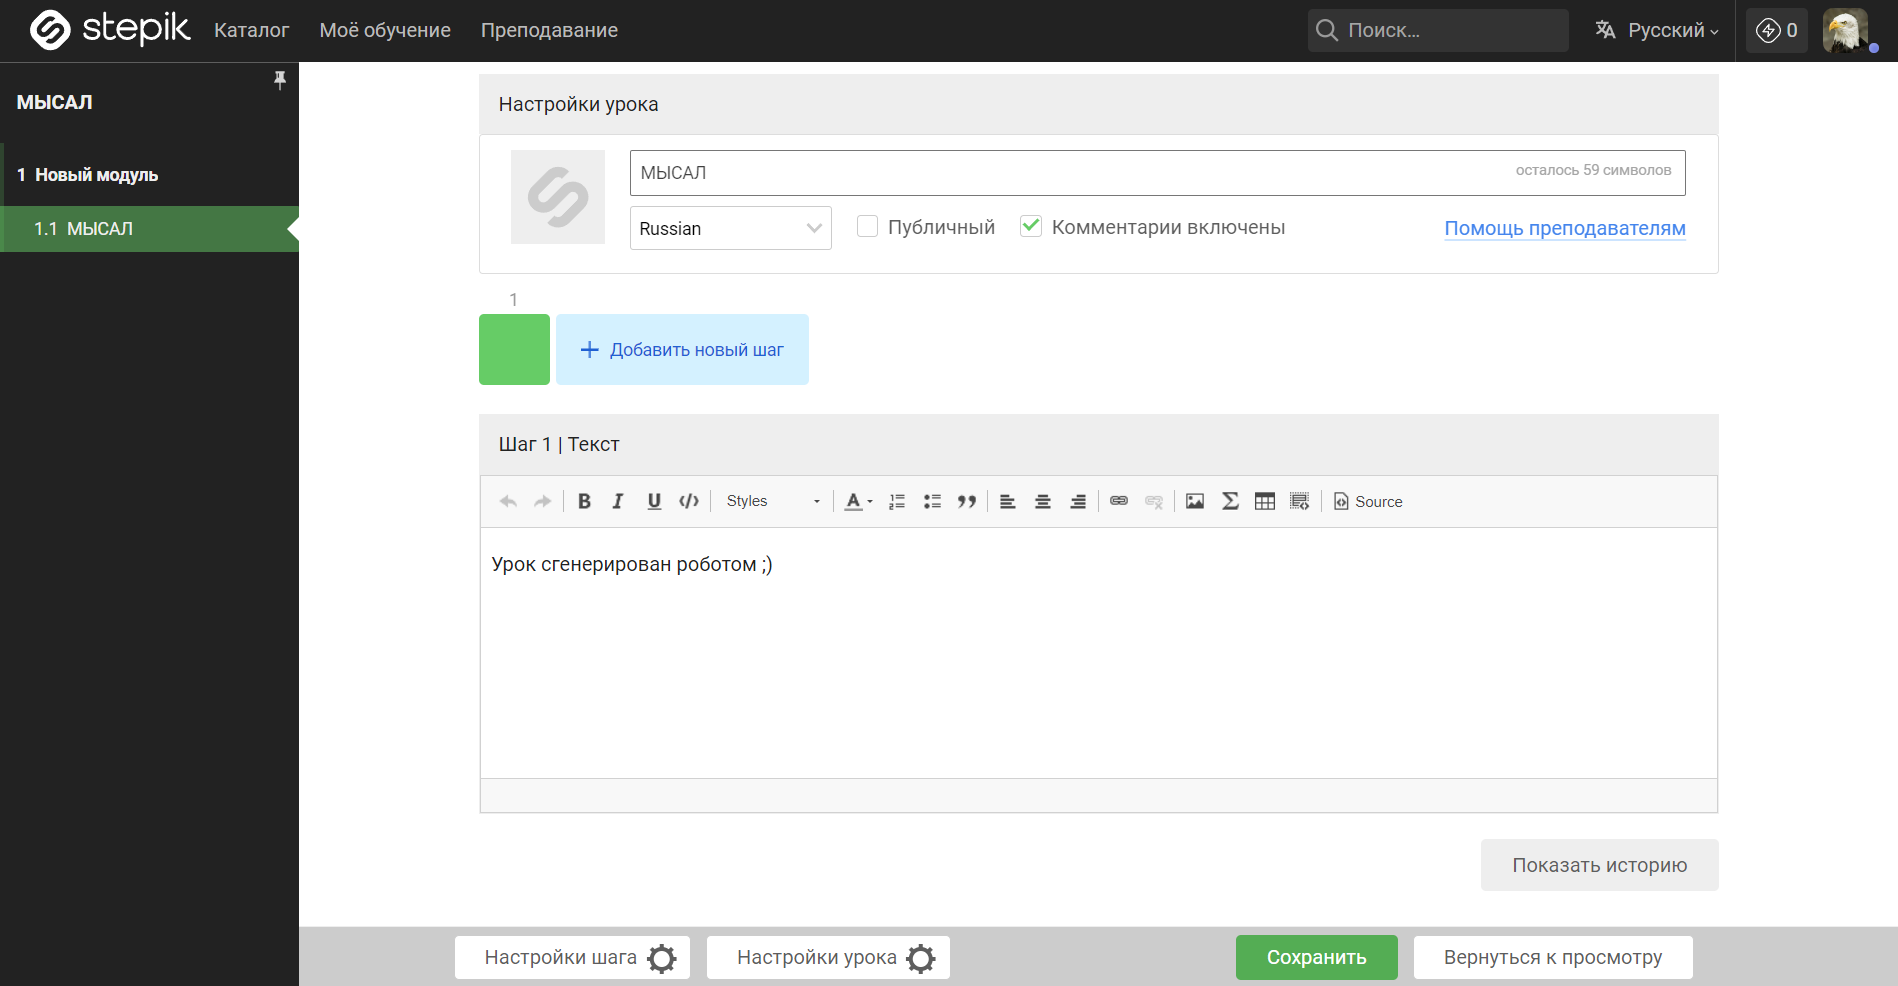 stepik Каталог Моё обучение Преподавание Поиск... Русский 0
МЫСАЛ
1 Новый модуль
1.1 МЫСАЛ
Настройки урока
МЫСАЛ осталось 59 символов
Russian Публичный Комментарии включены Помощь преподавателям
1
+ Добавить новый шаг
Шаг 1 | Текст
B I U </> Styles A Source
Урок сгенерирован роботом ;)
Показать историю
Настройки шага Настройки урока Сохранить Вернуться к просмотру